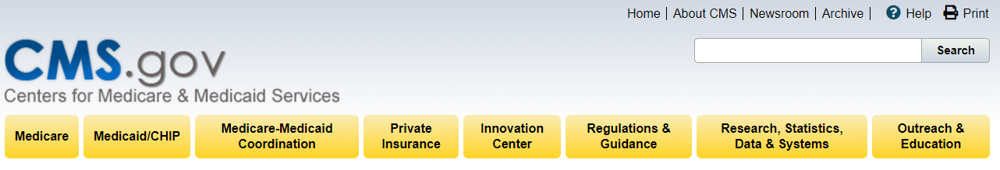 Home | About CMS | Newsroom | Archive | Help Print
CMS.gov
Search
Centers for Medicare & Medicaid Services
Medicare
Medicaid/CHIP
Medicare-Medicaid
Coordination
Private
Insurance
Innovation
Center
Regulations &
Guidance
Research, Statistics,
Data & Systems
Outreach &
Education